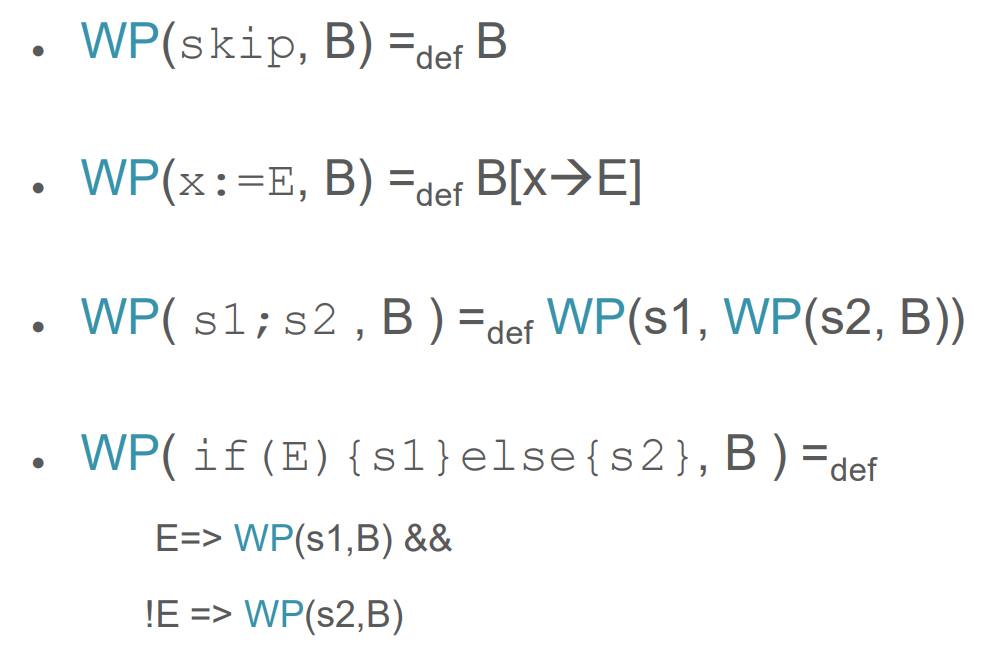 • WP(skip, B) =def B
• WP(x:=E, B) =def B[x→E]
• WP( s1;s2 , B ) =def WP(s1, WP(s2, B))
• WP( if(E){s1}else{s2}, B ) =def
E=> WP(s1,B) &&
!E => WP(s2,B)